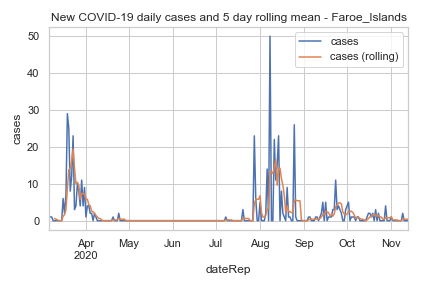 New COVID-19 daily cases and 5 day rolling mean - Faroe_Islands
cases
cases (rolling)
50
40
30
20
10
0
cases
Apr May Jun Jul Aug Sep Oct Nov
2020
dateRep